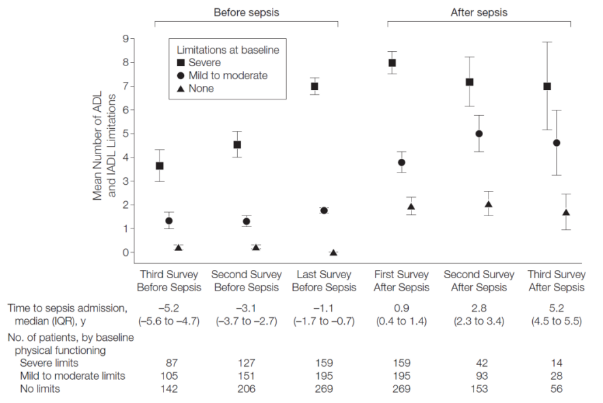 Before sepsis
After sepsis
Mean Number of ADL
and IADL Limitations
9
8
7
6
5
4
3
2
1
0
Limitations at baseline
Severe
Mild to moderate
None
Third Survey Second Survey Last Survey First Survey Second Survey Third Survey
Before Sepsis Before Sepsis Before Sepsis After Sepsis After Sepsis After Sepsis
Time to sepsis admission, –5.2 –3.1 –1.1 0.9 2.8 5.2
median (IQR), y (–5.6 to –4.7) (–3.7 to –2.7) (–1.7 to –0.7) (0.4 to 1.4) (2.3 to 3.4) (4.5 to 5.5)
No. of patients, by baseline
physical functioning
Severe limits 87 127 159 159 42 14
Mild to moderate limits 105 151 195 195 93 28
No limits 142 206 269 269 153 56